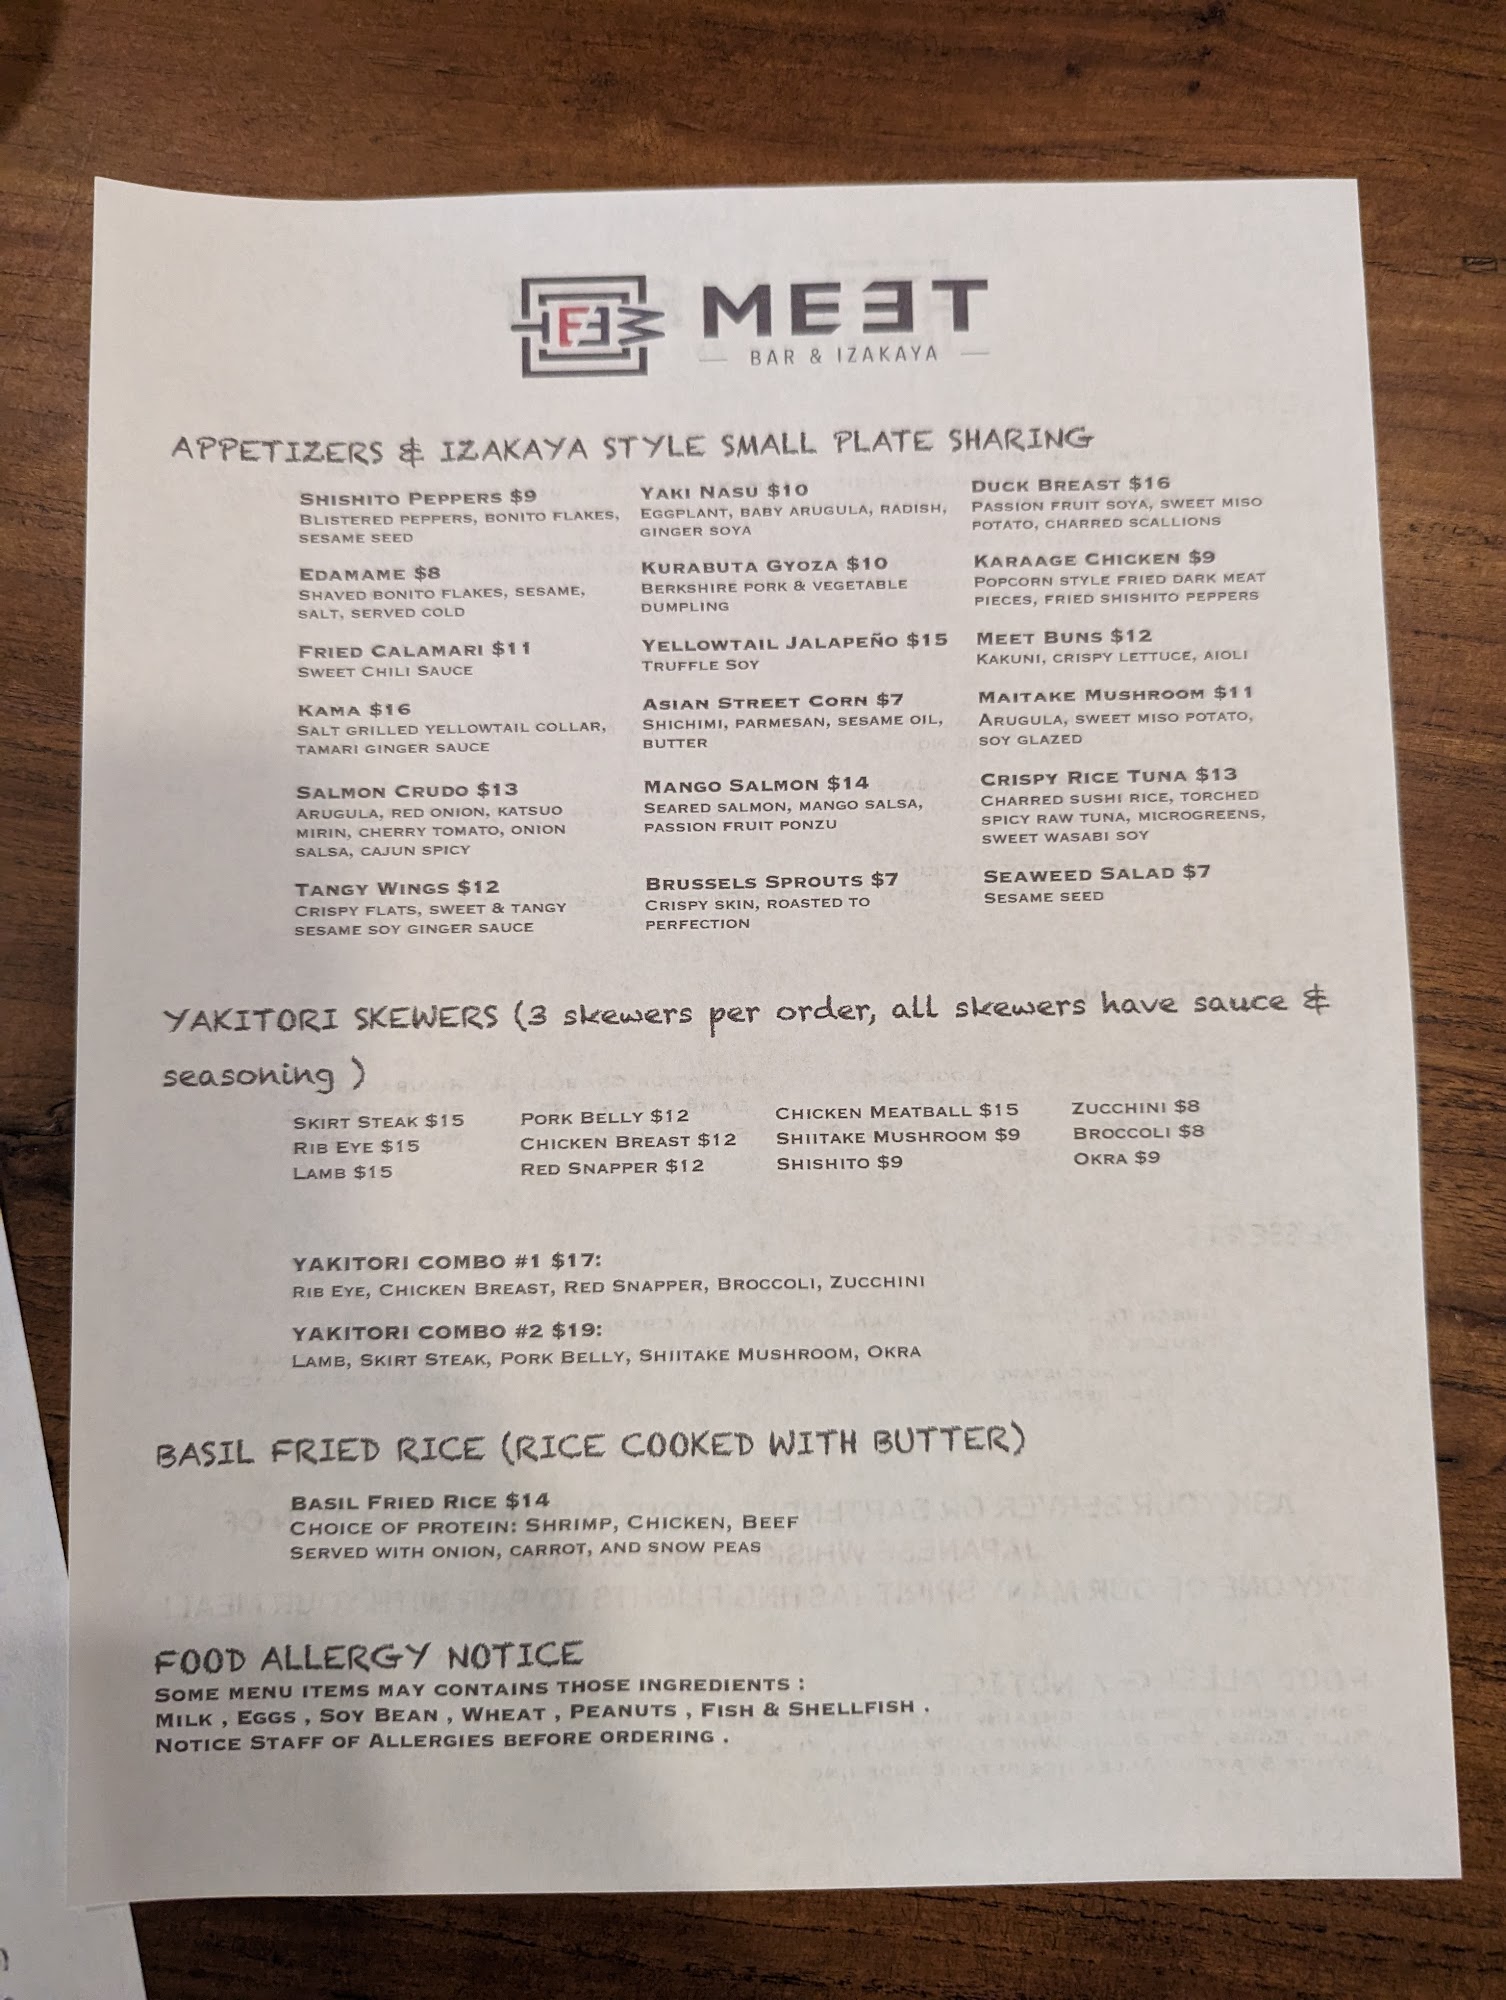 MEET
BAR & IZAKAYA
APPETIZERS & IZAKAYA STYLE SMALL PLATE SHARING
SHISHITO PEPPERS $9
BLISTERED PEPPERS, BONITO FLAKES,
SESAME SEED
EDAMAME $8
SHAVED BONITO FLAKES, SESAME,
SALT, SERVED COLD
FRIED CALAMARI $11
SWEET CHILI SAUCE
KAMA $16
SALT GRILLED YELLOWTAIL COLLAR,
TAMARI GINGER SAUCE
SALMON CRUDO $13
ARUGULA, RED ONION, KATSUO
MIRIN, CHERRY TOMATO, ONION
SALSA, CAJUN SPICY
TANGY WINGS $12
CRISPY FLATS, SWEET & TANGY
SESAME SOY GINGER SAUCE
YAKI NASU $10
EGGPLANT, BABY ARUGULA, RADISH,
GINGER SOYA
KURABUTA GYOZA $10
BERKSHIRE PORK & VEGETABLE
DUMPLING
YELLOWTAIL JALAPEÑO $15
TRUFFLE SOY
ASIAN STREET CORN $7
SHICHIMI, PARMESAN, SESAME OIL,
BUTTER
MANGO SALMON $14
SEARED SALMON, MANGO SALSA,
PASSION FRUIT PONZU
BRUSSELS SPROUTS $7
CRISPY SKIN, ROASTED TO
PERFECTION
DUCK BREAST $16
PASSION FRUIT SOYA, SWEET MISO
POTATO, CHARRED SCALLIONS
KARAAGE CHICKEN $9
POPCORN STYLE FRIED DARK MEAT
PIECES, FRIED SHISHITO PEPPERS
MEET BUNS $12
KAKUNI, CRISPY LETTUCE, AIOLI
MAITAKE MUSHROOM $11
ARUGULA, SWEET MISO POTATO,
SOY GLAZED
CRISPY RICE TUNA $13
CHARRED SUSHI RICE, TORCHED
SPICY RAW TUNA, MICROGREENS,
SWEET WASABI SOY
SEAWEED SALAD $7
SESAME SEED
YAKITORI SKEWERS (3 skewers per order, all skewers have sauce &
seasoning )
SKIRT STEAK $15
RIB EYE $15
LAMB $15
PORK BELLY $12
CHICKEN BREAST $12
RED SNAPPER $12
CHICKEN MEATBALL $15
SHIITAKE MUSHROOM $9
SHISHITO $9
ZUCCHINI $8
BROCCOLI $8
OKRA $9
YAKITORI COMBO #1 $17:
RIB EYE, CHICKEN BREAST, RED SNAPPER, BROCCOLI, ZUCCHINI
YAKITORI COMBO #2 $19:
LAMB, SKIRT STEAK, PORK BELLY, SHIITAKE MUSHROOM, OKRA
BASIL FRIED RICE (RICE COOKED WITH BUTTER)
BASIL FRIED RICE $14
CHOICE OF PROTEIN: SHRIMP, CHICKEN, BEEF
SERVED WITH ONION, CARROT, AND SNOW PEAS
FOOD ALLERGY NOTICE
SOME MENU ITEMS MAY CONTAINS THOSE INGREDIENTS :
MILK , EGGS , SOY BEAN , WHEAT , PEANUTS , FISH & SHELLFISH .
NOTICE STAFF OF ALLERGIES BEFORE ORDERING .